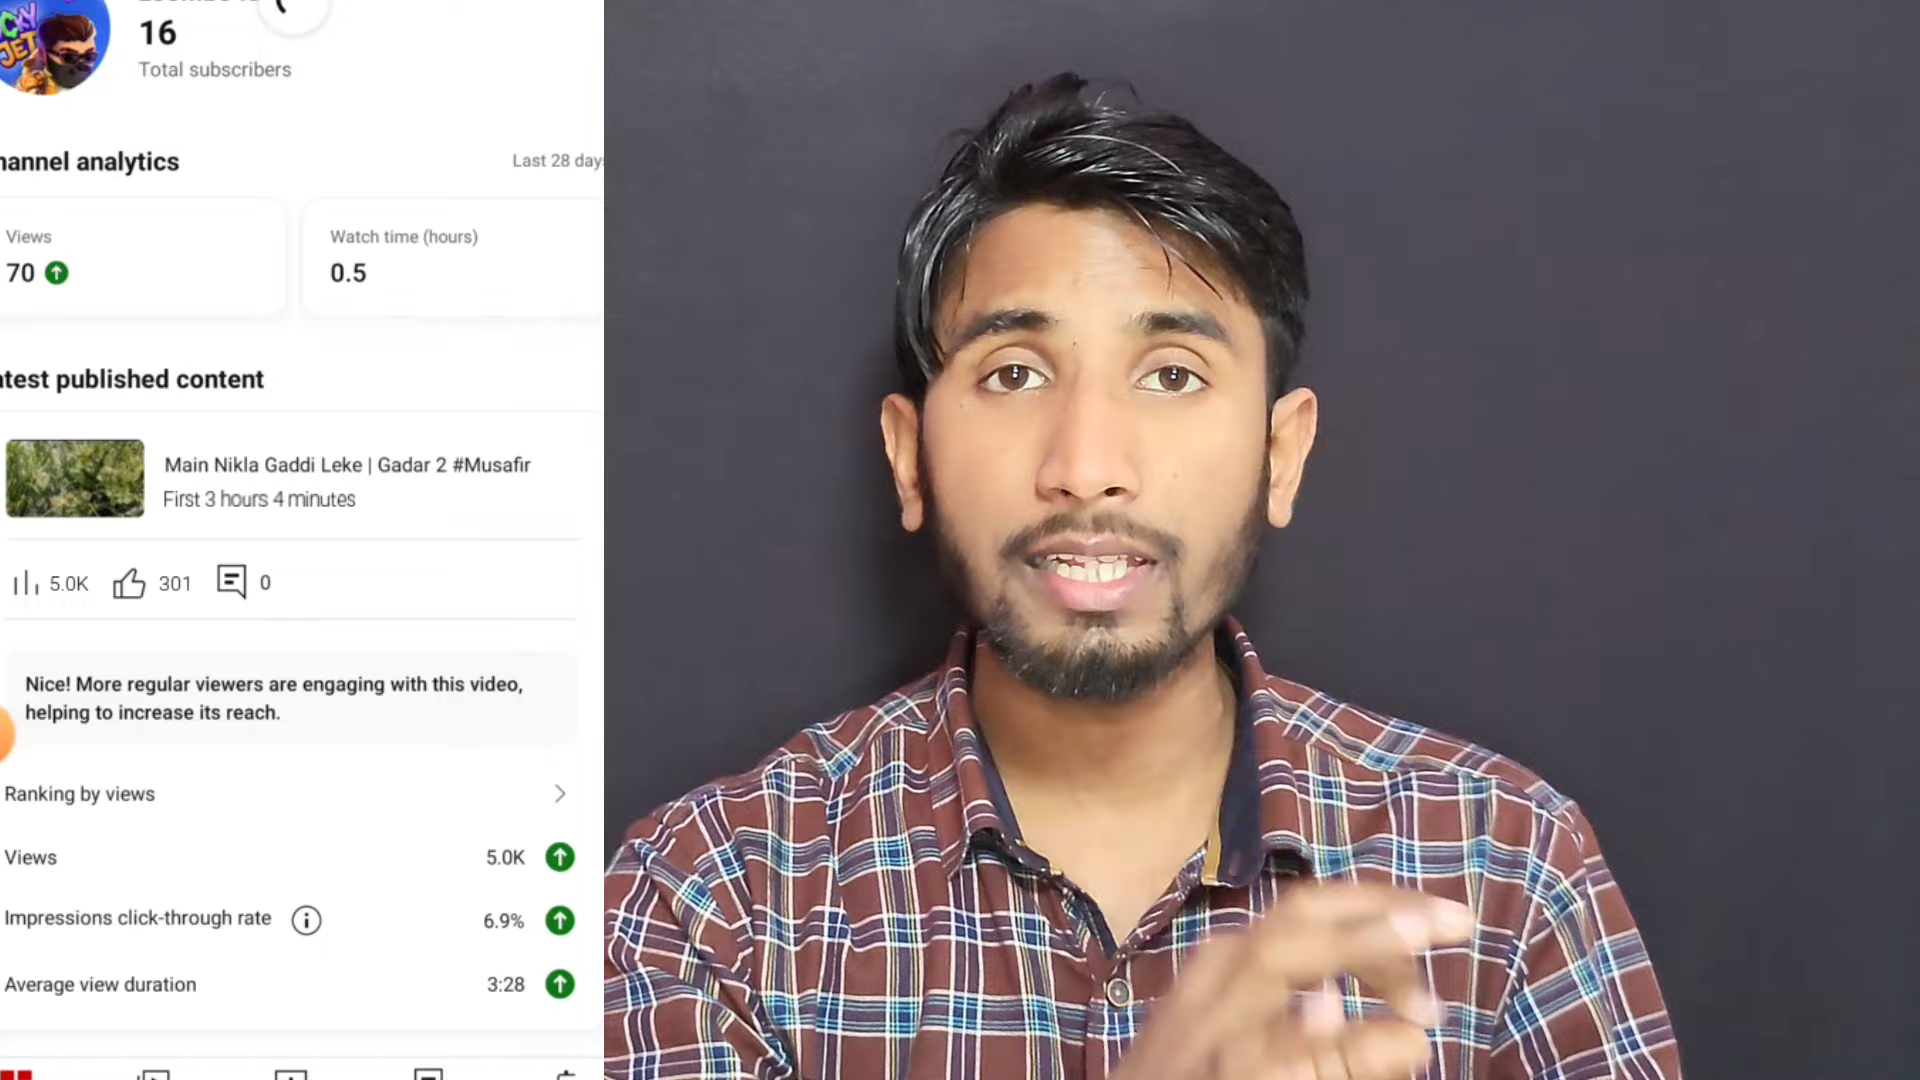 16
Total subscribers
hannel analytics
Last 28 day
Views
70
Watch time (hours)
0.5
atest published content
Main Nikla Gaddi Leke | Gadar 2 #Musafir
First 3 hours 4 minutes
5.0K
301
0
Nice! More regular viewers are engaging with this video,
helping to increase its reach.
Ranking by views
Views
5.0K
Impressions click-through rate
6.9%
Average view duration
3:28
JET